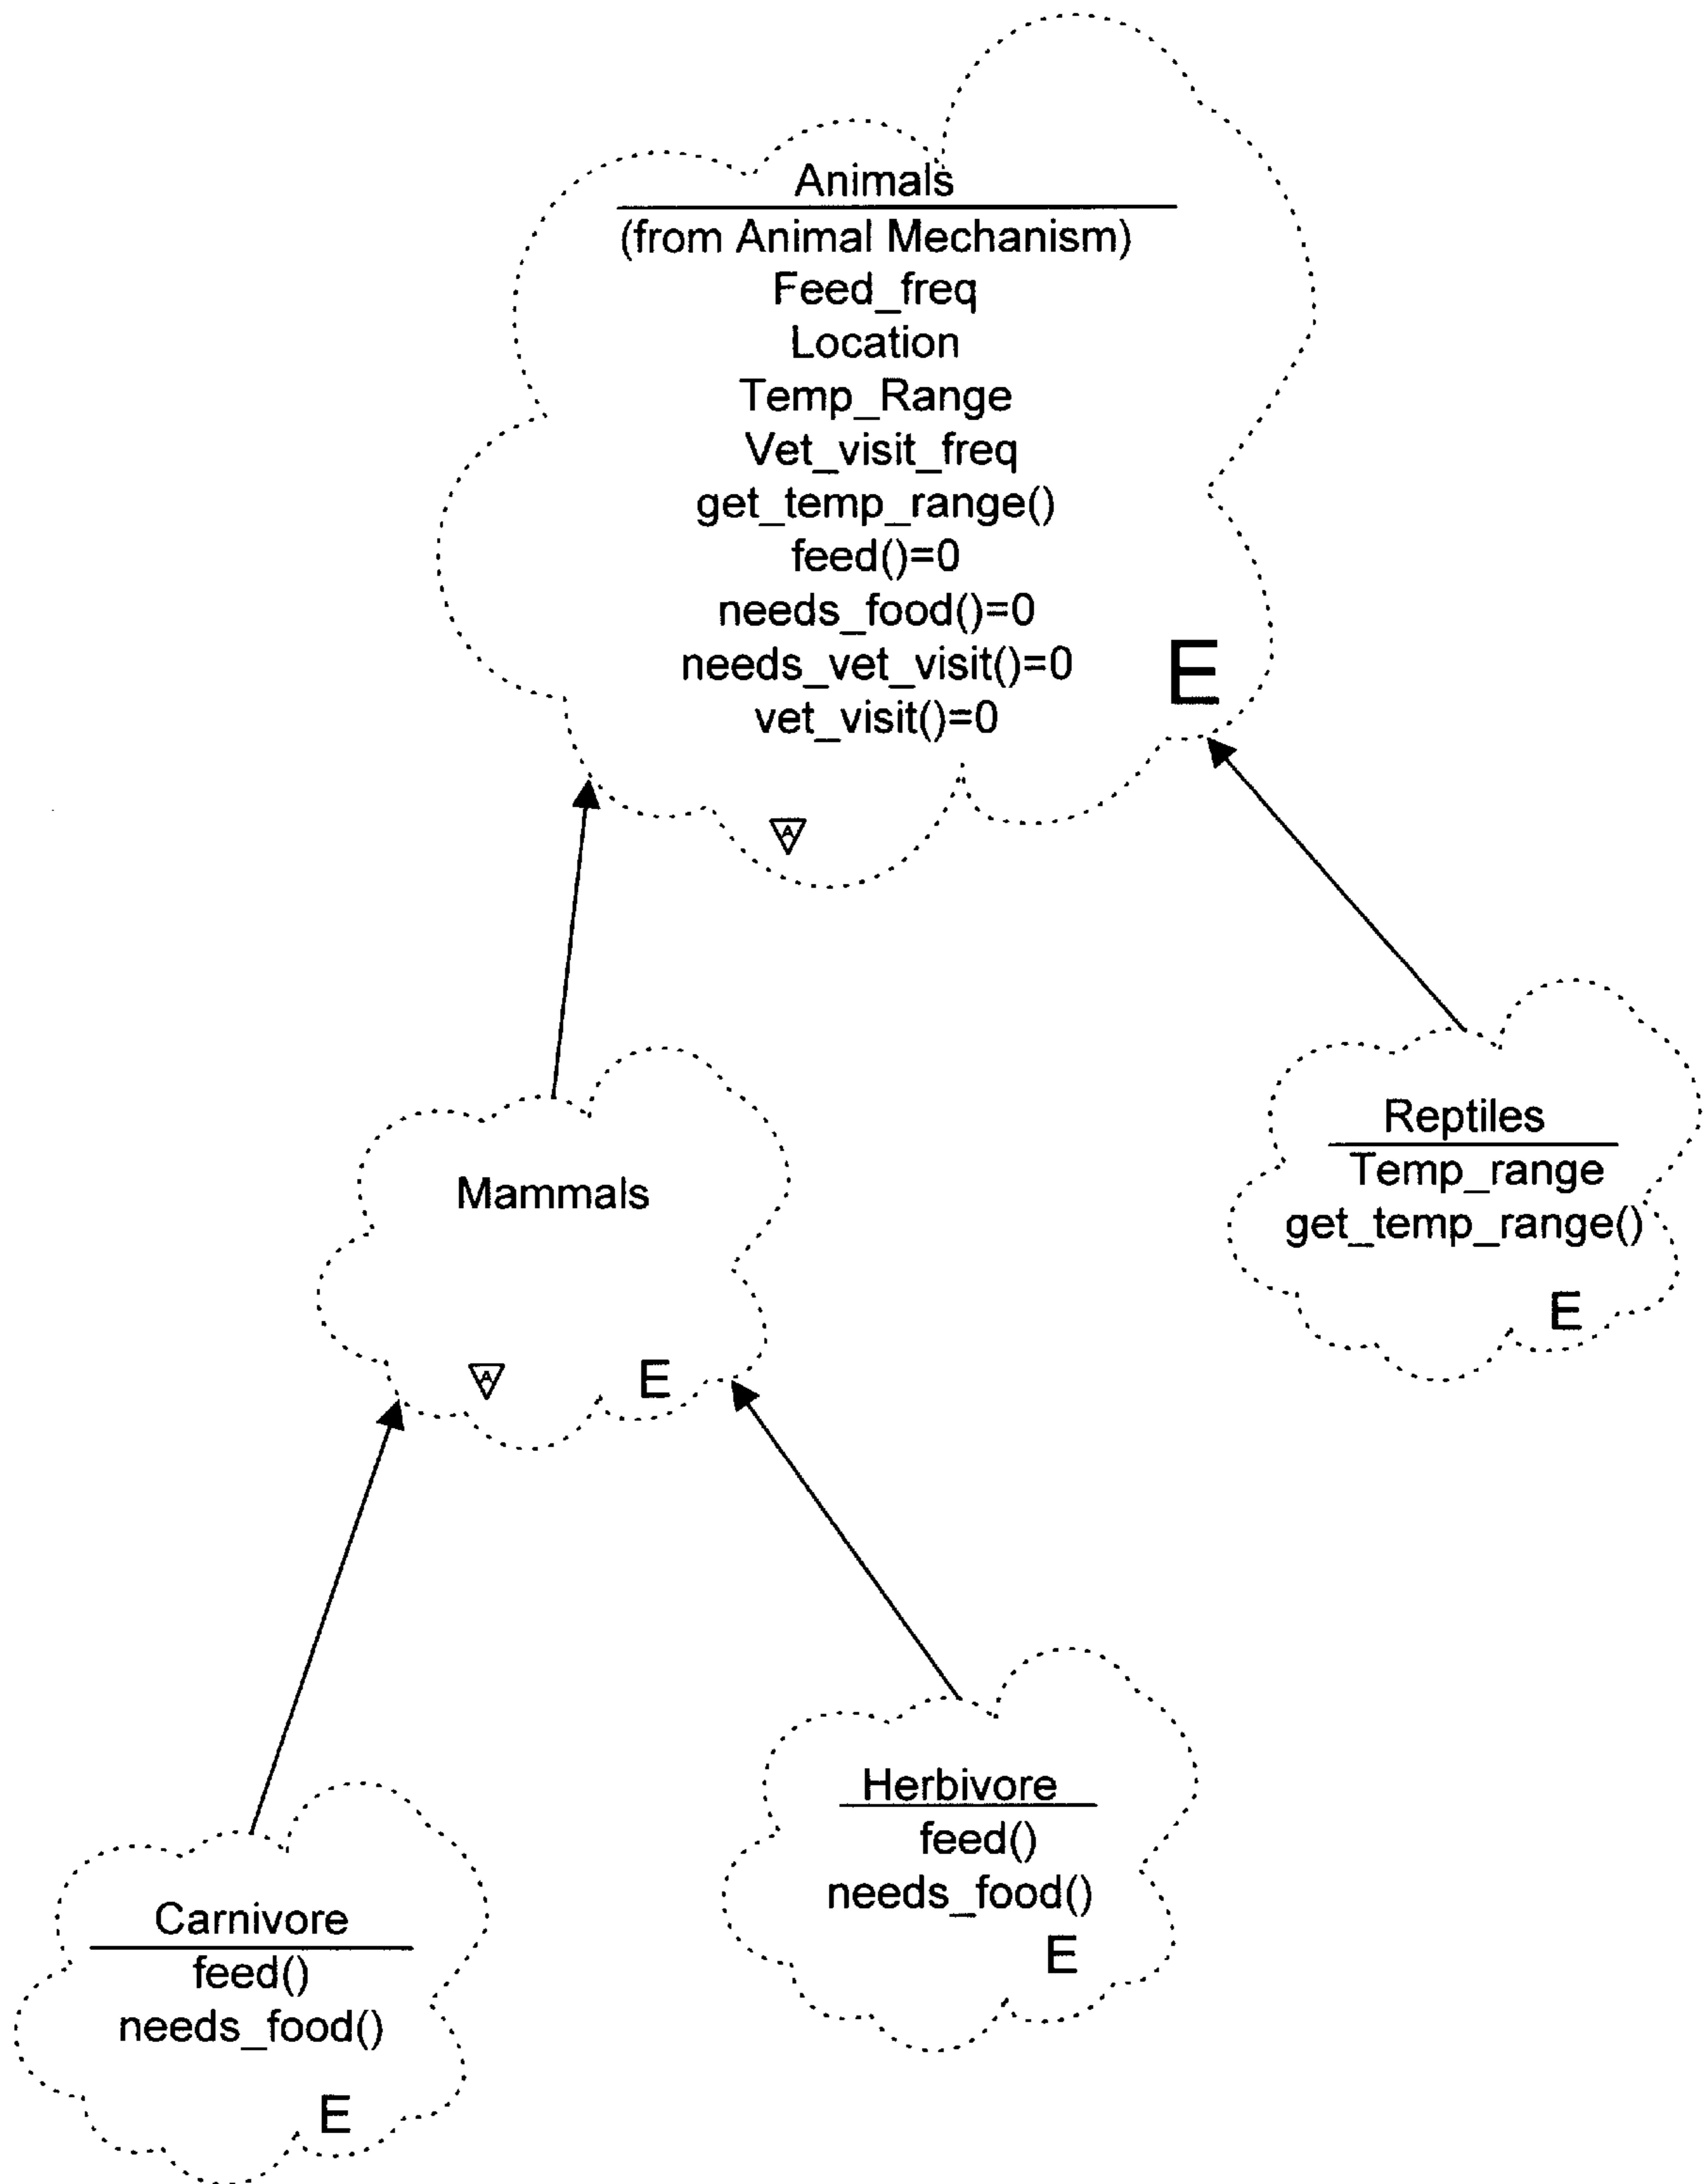 Animals
(from Animal Mechanism)
Feed_freq
Location
Temp_Range
Vet_visit_freq
get_temp_range()
feed()=0
needs_food()=0
needs_vet_visit()=0
vet_visit()=0
E
A
Reptiles
Temp_range
get_temp_range()
E
Mammals
A
E
Herbivore
feed()
needs_food()
E
Carnivore
feed()
needs_food()
E